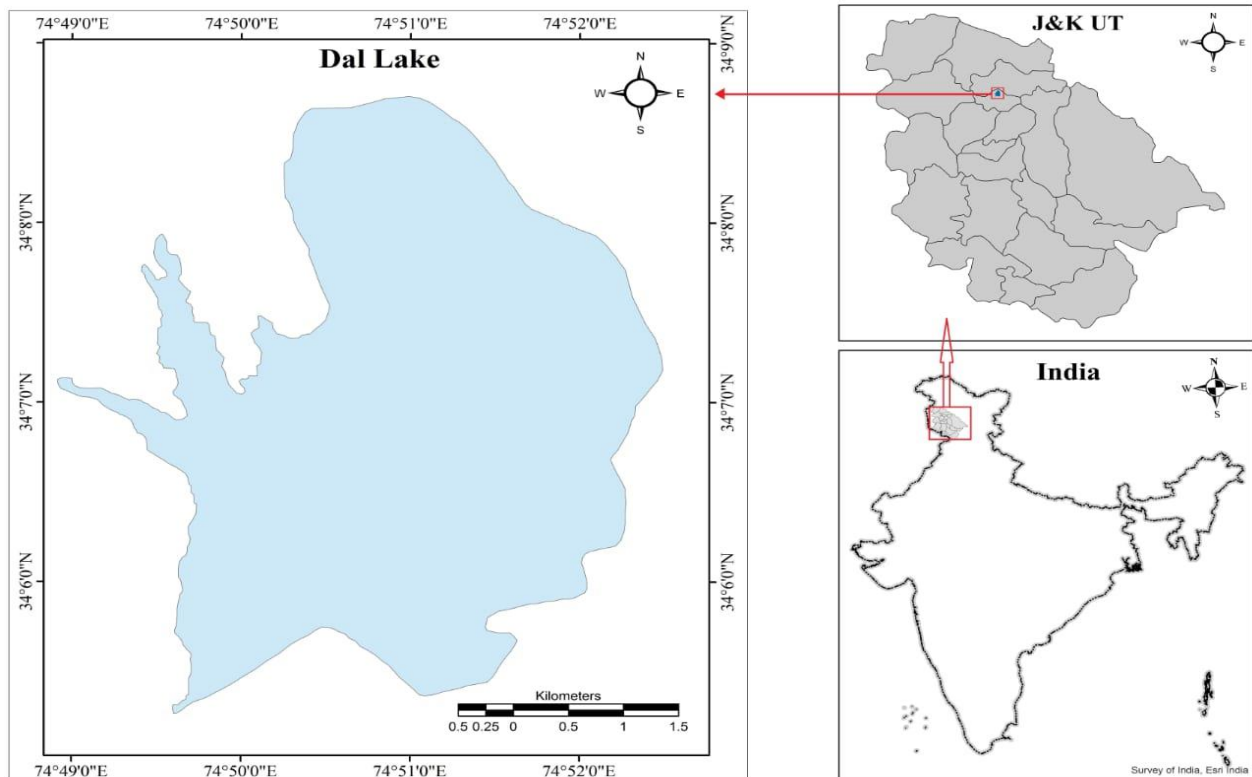 74°49'0"E 74°50'0"E 74°51'0"E 74°52'0"E
Dal Lake
N
W E
S
34°9'0"N
34°8'0"N
34°7'0"N
34°6'0"N
34°9'0"N
34°8'0"N
34°7'0"N
34°6'0"N
Kilometers
0.5 0.25 0 0.5 1 1.5
74°49'0"E 74°50'0"E 74°51'0"E 74°52'0"E
J&K UT
N
W E
S
India
N
W E
S
Survey of India, Esri India